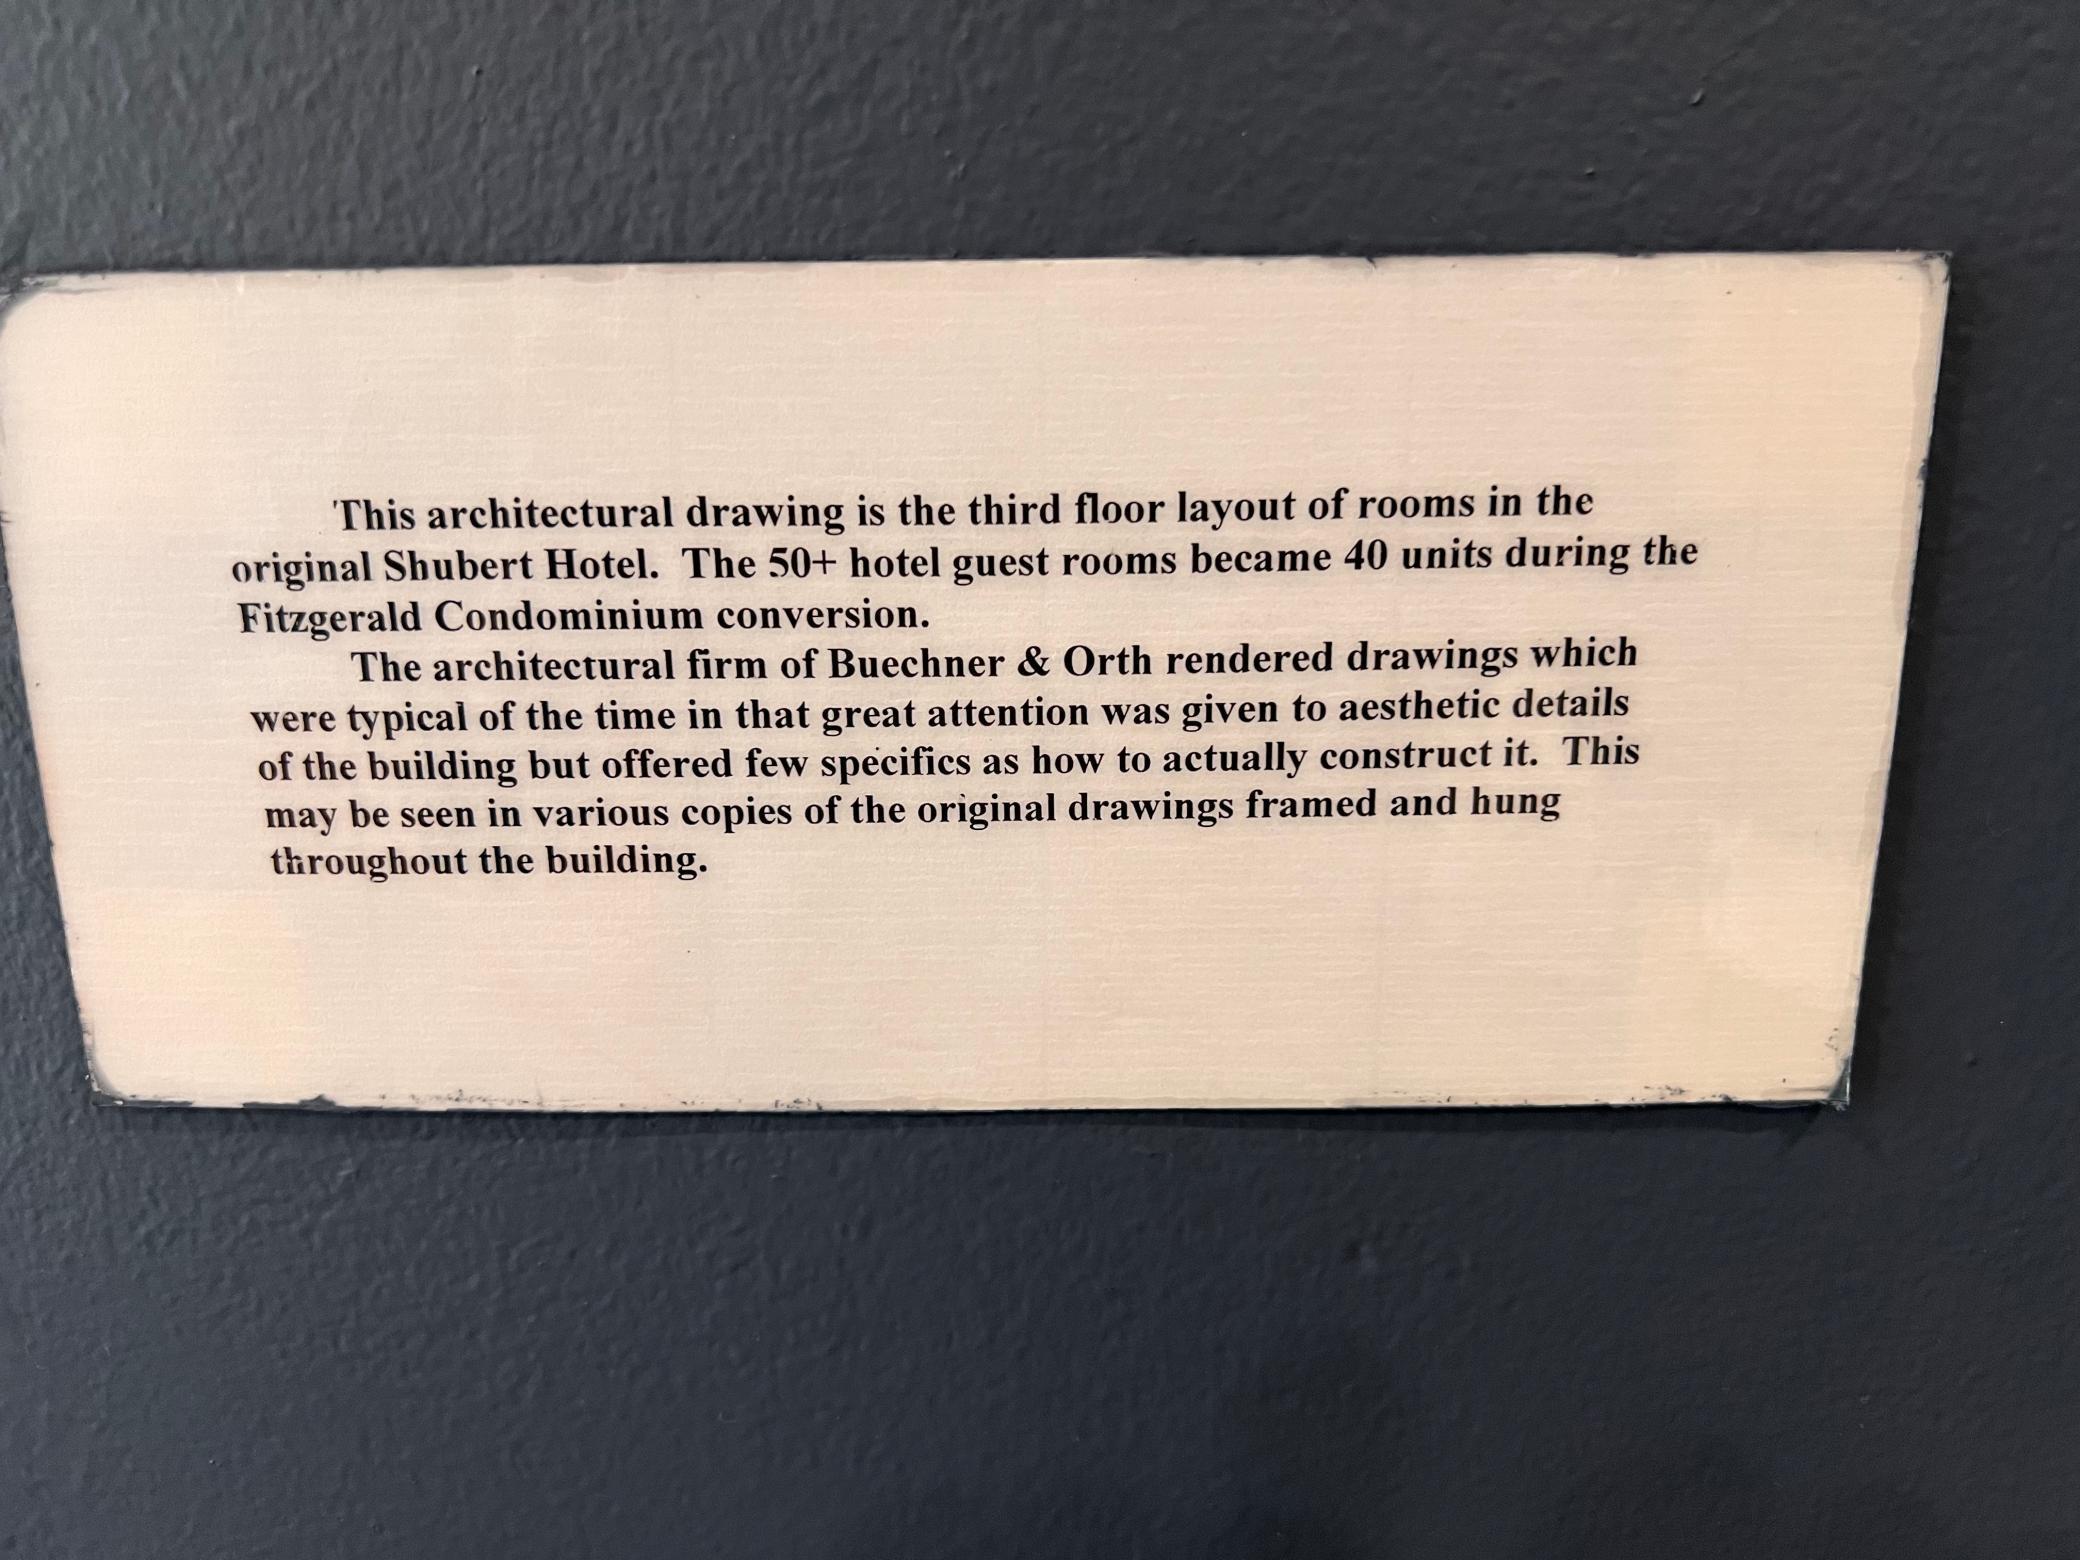 This architectural drawing is the third floor layout of rooms in the
original Shubert Hotel. The 50+ hotel guest rooms became 40 units during the
Fitzgerald Condominium conversion.
The architectural firm of Buechner & Orth rendered drawings which
were typical of the time in that great attention was given to aesthetic details
of the building but offered few specifics as how to actually construct it. This
may be seen in various copies of the original drawings framed and hung
throughout the building.